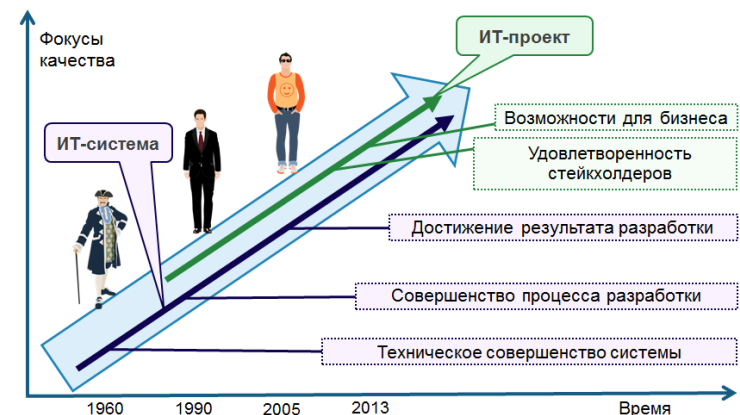 Фокусы
качества
ИТ-проект
Возможности для бизнеса
ИТ-система
Удовлетворенность
стейкхолдеров
Достижение результата разработки
Совершенство процесса разработки
Техническое совершенство системы
1960
1990
2005
2013
Время